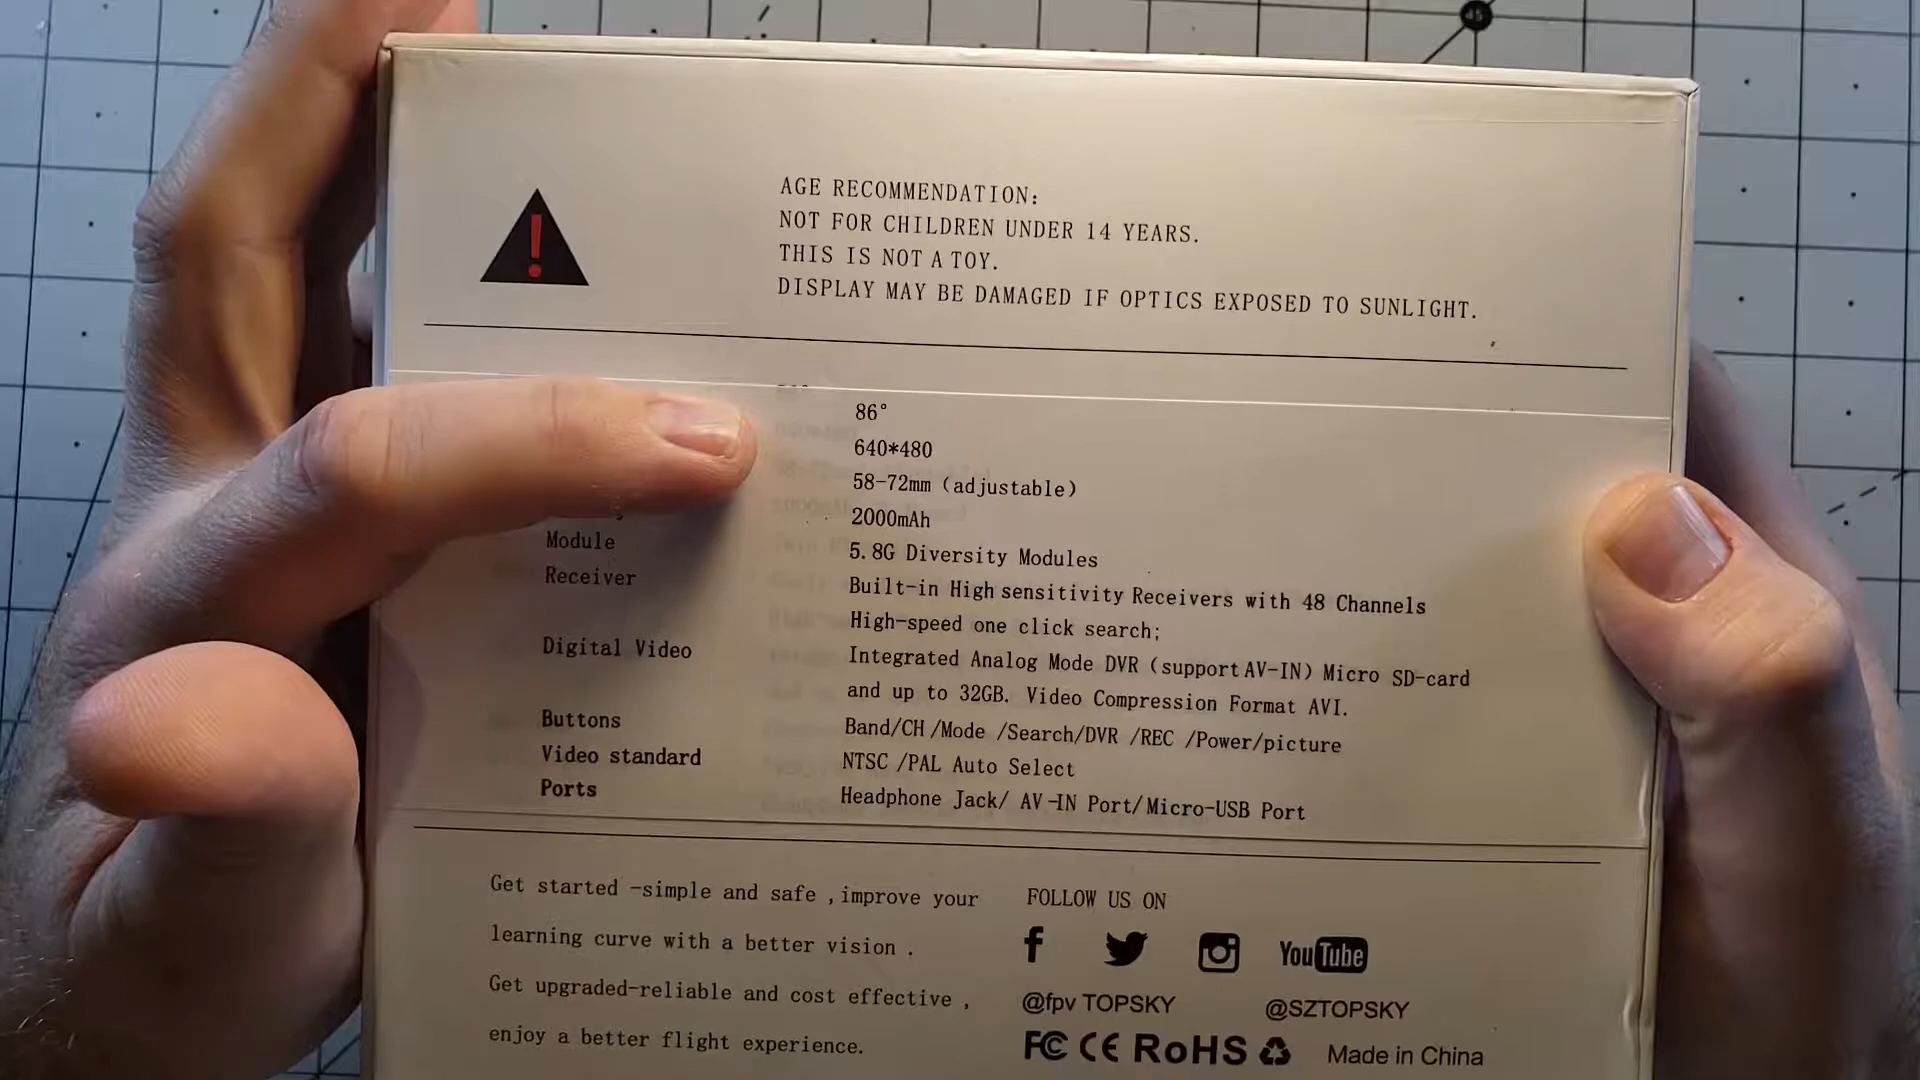 45
AGE RECOMMENDATION:
NOT FOR CHILDREN UNDER 14 YEARS.
THIS IS NOT A TOY.
DISPLAY MAY BE DAMAGED IF OPTICS EXPOSED TO SUNLIGHT.
86°
640*480
58-72mm (adjustable)
2000mAh
Module 5.8G Diversity Modules
Receiver Built-in High sensitivity Receivers with 48 Channels
High-speed one click search;
Digital Video Integrated Analog Mode DVR (support AV-IN) Micro SD-card
and up to 32GB. Video Compression Format AVI.
Buttons Band/CH /Mode /Search/DVR /REC /Power/picture
Video standard NTSC /PAL Auto Select
Ports Headphone Jack/ AV-IN Port/Micro-USB Port
Get started -simple and safe ,improve your
learning curve with a better vision .
Get upgraded-reliable and cost effective ,
enjoy a better flight experience.
FOLLOW US ON
f YouTube
@fpv TOPSKY @SZTOPSKY
FC CE RoHS Made in China